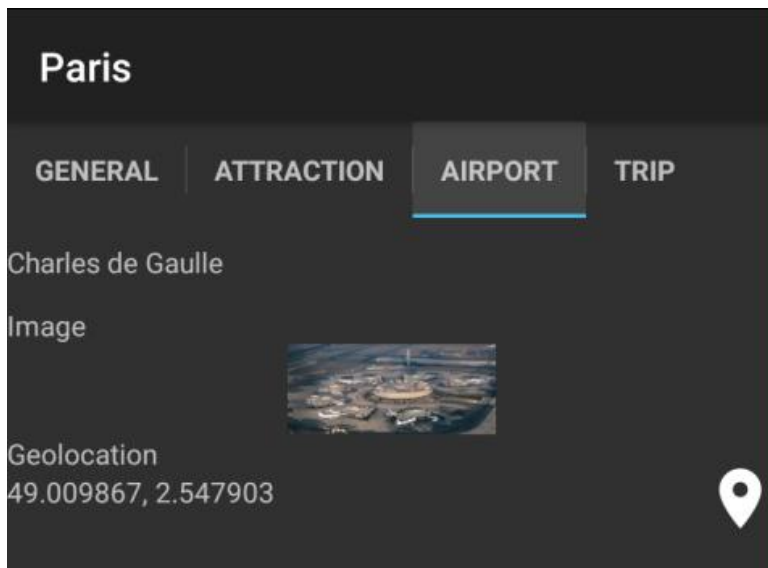 Paris
GENERAL ATTRACTION AIRPORT TRIP
Charles de Gaulle
Image
Geolocation
49.009867, 2.547903